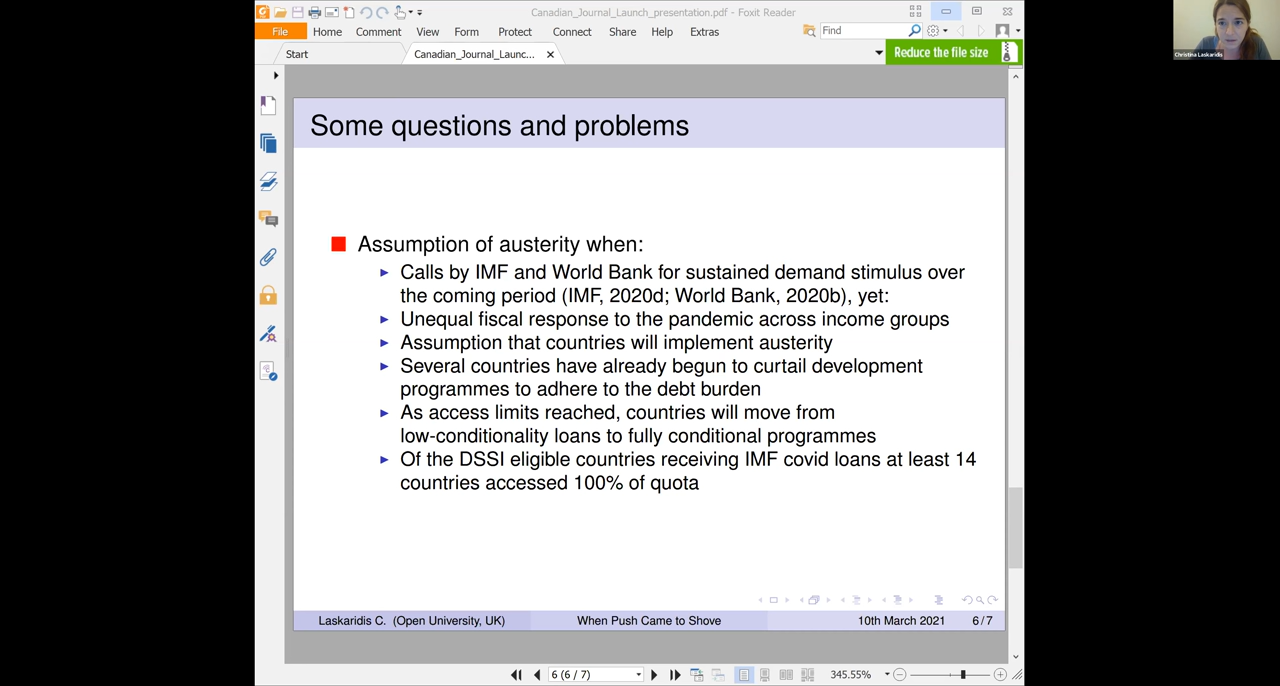 Canadian_Journal_Launch_presentation.pdf - Foxit Reader
File Home Comment View Form Protect Connect Share Help Extras Find
Start Canadian_Journal_Launc... Reduce the file size
Christina Laskaridis
Some questions and problems
Assumption of austerity when:
Calls by IMF and World Bank for sustained demand stimulus over
the coming period (IMF, 2020d; World Bank, 2020b), yet:
Unequal fiscal response to the pandemic across income groups
Assumption that countries will implement austerity
Several countries have already begun to curtail development
programmes to adhere to the debt burden
As access limits reached, countries will move from
low-conditionality loans to fully conditional programmes
Of the DSSI eligible countries receiving IMF covid loans at least 14
countries accessed 100% of quota
Laskaridis C. (Open University, UK) When Push Came to Shove 10th March 2021 6 / 7
6 (6 / 7) 345.55%